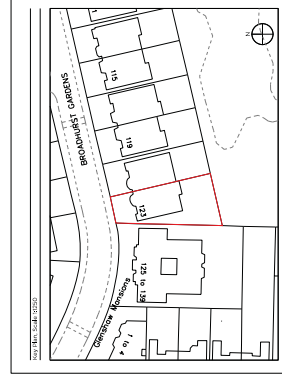 N
115
119
123
BROADHURST GARDENS
125 to 139
Glenshaw Mansions
1 to 4
Key Plan: Scale 1:1250